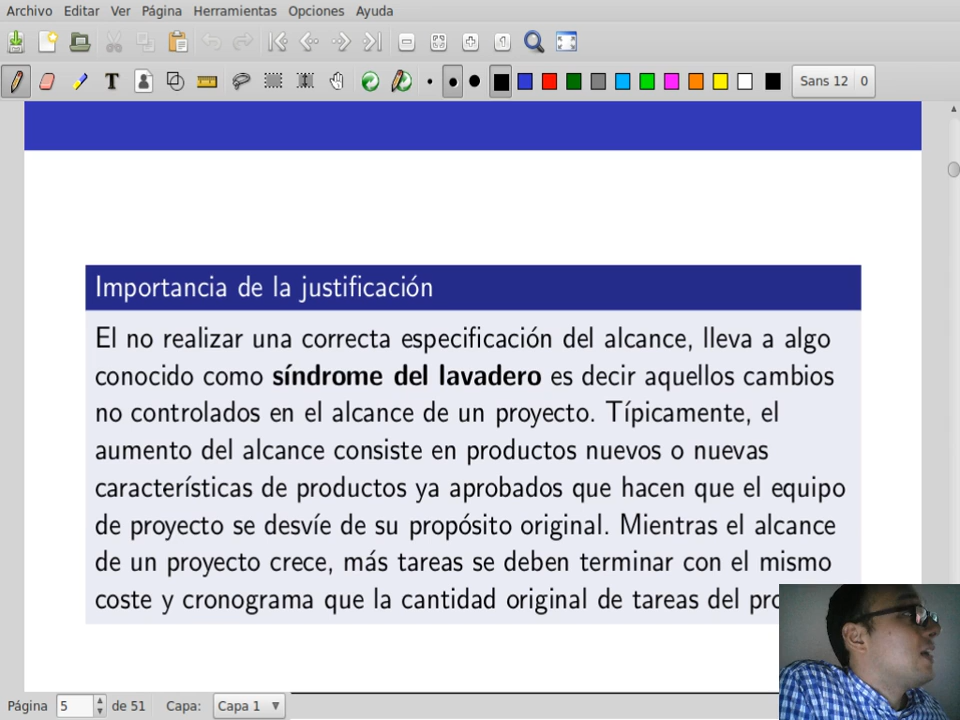 Archivo Editar Ver Página Herramientas Opciones Ayuda
Sans 12 0
Importancia de la justificación
El no realizar una correcta especificación del alcance, lleva a algo
conocido como síndrome del lavadero es decir aquellos cambios
no controlados en el alcance de un proyecto. Típicamente, el
aumento del alcance consiste en productos nuevos o nuevas
características de productos ya aprobados que hacen que el equipo
de proyecto se desvíe de su propósito original. Mientras el alcance
de un proyecto crece, más tareas se deben terminar con el mismo
coste y cronograma que la cantidad original de tareas del
Página 5 de 51 Capa: Capa 1